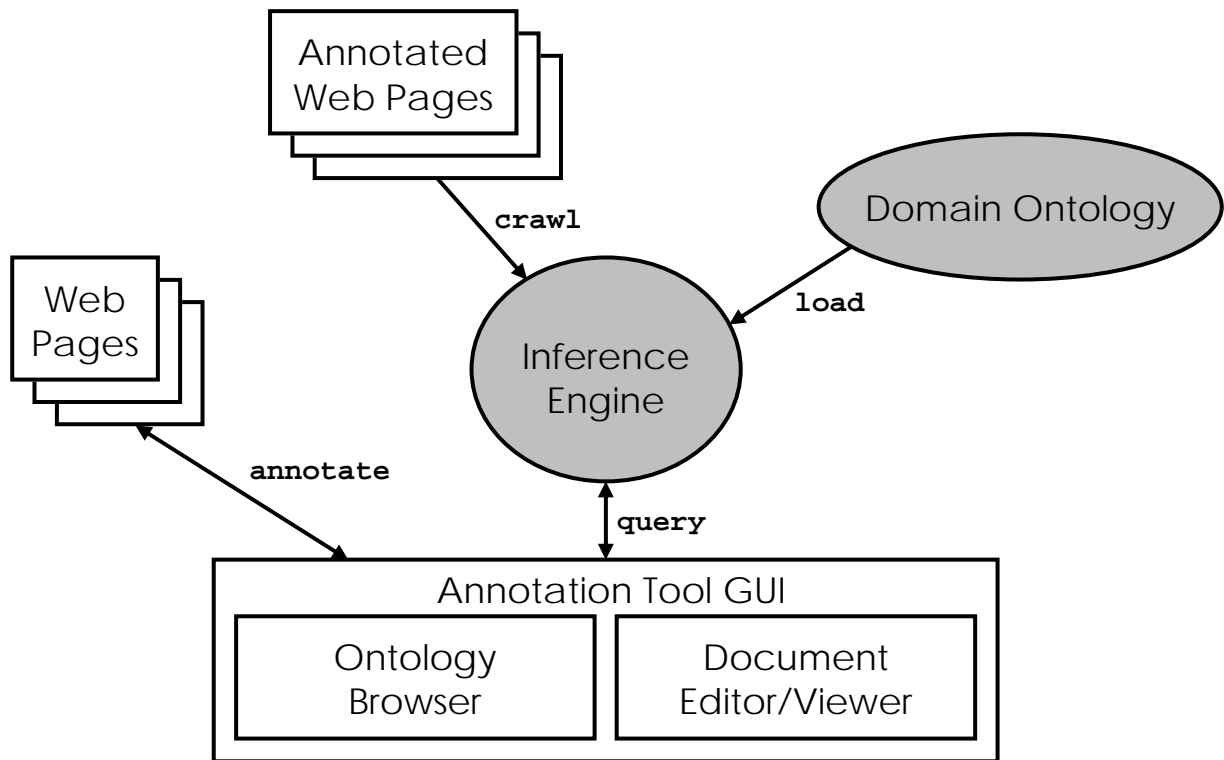 Annotated
Web Pages
crawl
Domain Ontology
load
Web
Pages
Inference
Engine
annotate
query
Annotation Tool GUI
Ontology
Browser
Document
Editor/Viewer